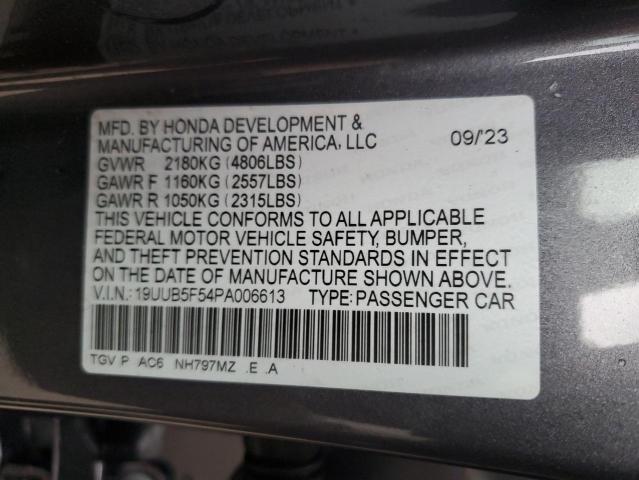 MFD. BY HONDA DEVELOPMENT &
MANUFACTURING OF AMERICA, LLC 09/'23
GVWR 2180KG (4806LBS)
GAWR F 1160KG (2557LBS)
GAWR R 1050KG (2315LBS)
THIS VEHICLE CONFORMS TO ALL APPLICABLE
FEDERAL MOTOR VEHICLE SAFETY, BUMPER,
AND THEFT PREVENTION STANDARDS IN EFFECT
ON THE DATE OF MANUFACTURE SHOWN ABOVE.
V.I.N.: 19UUB5F54PA006613 TYPE: PASSENGER CAR
TGV P AC6 NH797MZ .E .A